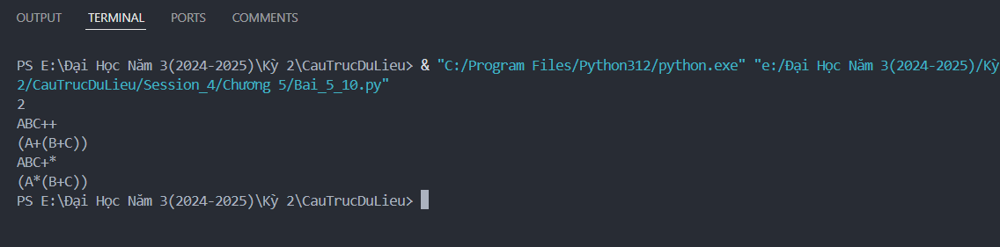 OUTPUT TERMINAL PORTS COMMENTS
PS E:\Đại Học Năm 3(2024-2025)\Kỳ 2\CauTrucDuLieu> & "C:/Program Files/Python312/python.exe" "e:/Đại Học Năm 3(2024-2025)/Kỳ
2/CauTrucDuLieu/Session_4/Chương 5/Bai_5_10.py"
2
ABC++
(A+(B+C))
ABC+*
(A*(B+C))
PS E:\Đại Học Năm 3(2024-2025)\Kỳ 2\CauTrucDuLieu>